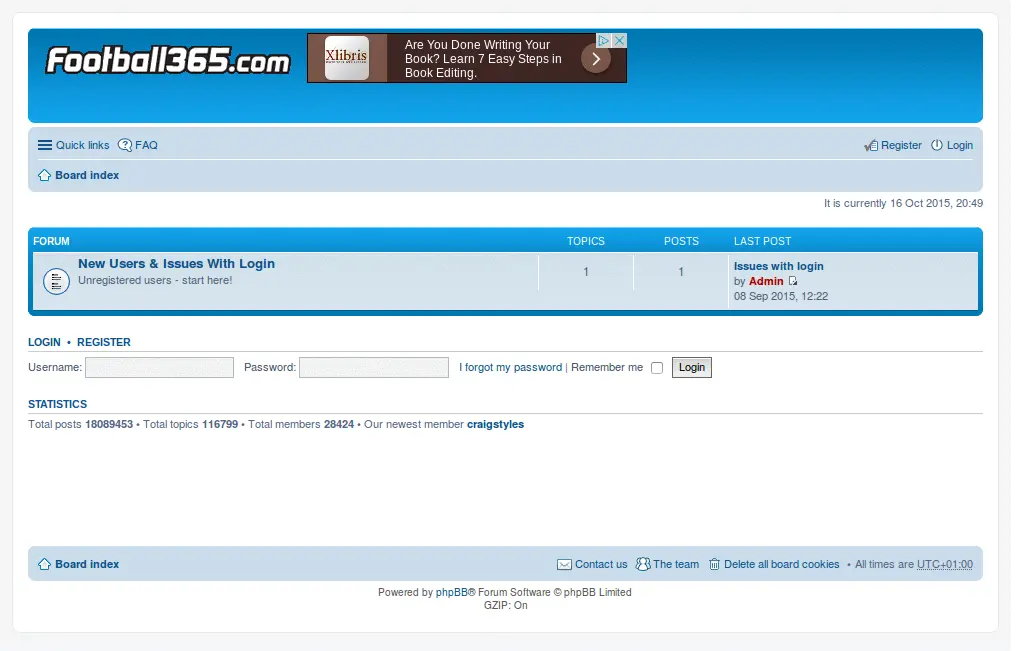 Football365.com
Xlibris
Are You Done Writing Your
Book? Learn 7 Easy Steps in
Book Editing.
Quick links FAQ Register Login
Board index
It is currently 16 Oct 2015, 20:49
FORUM TOPICS POSTS LAST POST
New Users & Issues With Login 1 1 Issues with login
Unregistered users - start here! by Admin
08 Sep 2015, 12:22
LOGIN • REGISTER
Username: Password: I forgot my password | Remember me Login
STATISTICS
Total posts 18089453 • Total topics 116799 • Total members 28424 • Our newest member craigstyles
Board index Contact us The team Delete all board cookies • All times are UTC+01:00
Powered by phpBB® Forum Software © phpBB Limited
GZIP: On